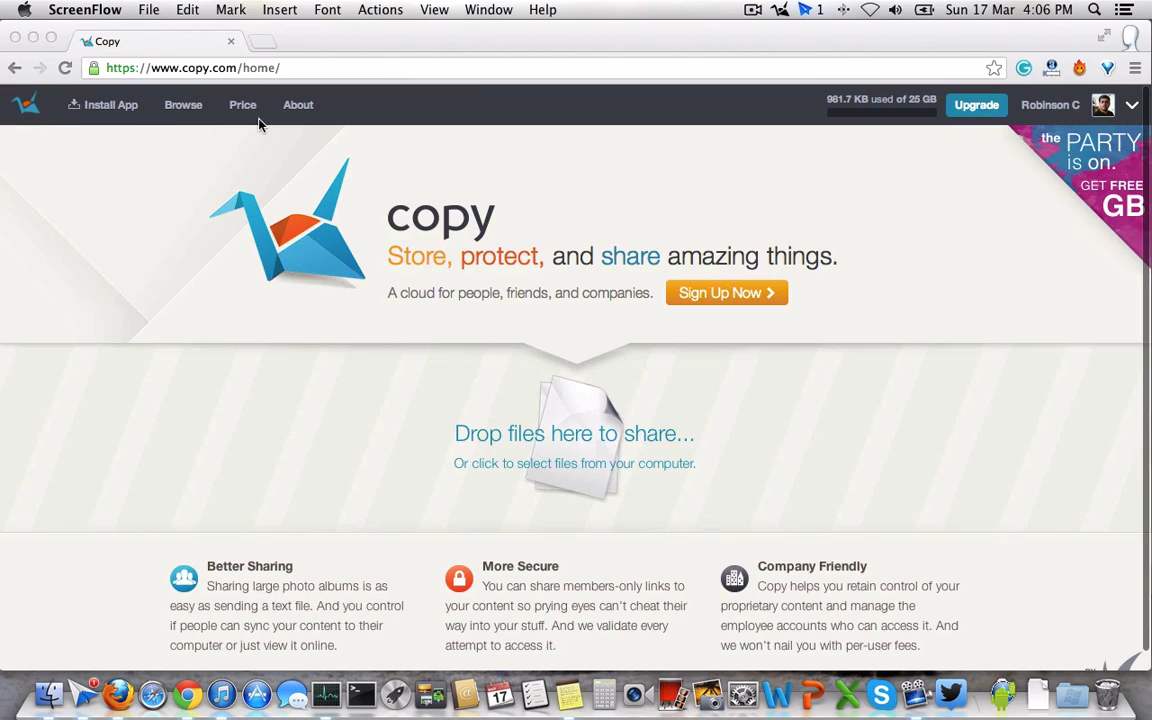 ScreenFlow File Edit Mark Insert Font Actions View Window Help 1 Sun 17 Mar 4:06 PM
Copy
https://www.copy.com/home/
Install App Browse Price About 981.7 KB used of 25 GB Upgrade Robinson C
the PARTY
is on.
GET FREE
GB
copy
Store, protect, and share amazing things.
A cloud for people, friends, and companies. Sign Up Now
Drop files here to share...
Or click to select files from your computer.
Better Sharing
Sharing large photo albums is as
easy as sending a text file. And you control
if people can sync your content to their
computer or just view it online.
More Secure
You can share members-only links to
your content so prying eyes can't cheat their
way into your stuff. And we validate every
attempt to access it.
Company Friendly
Copy helps you retain control of your
proprietary content and manage the
employee accounts who can access it. And
we won't nail you with per-user fees.
17